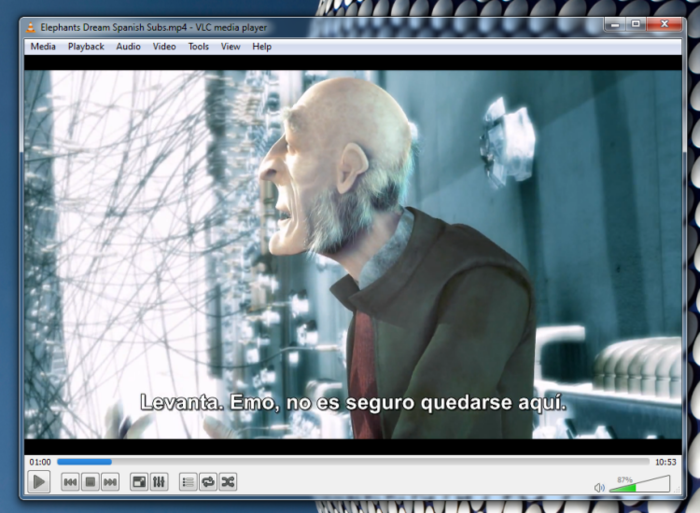 Elephants Dream Spanish Subs.mp4 - VLC media player
Media Playback Audio Video Tools View Help
Levanta. Emo, no es seguro quedarse aquí.
01:00 10:53
87%